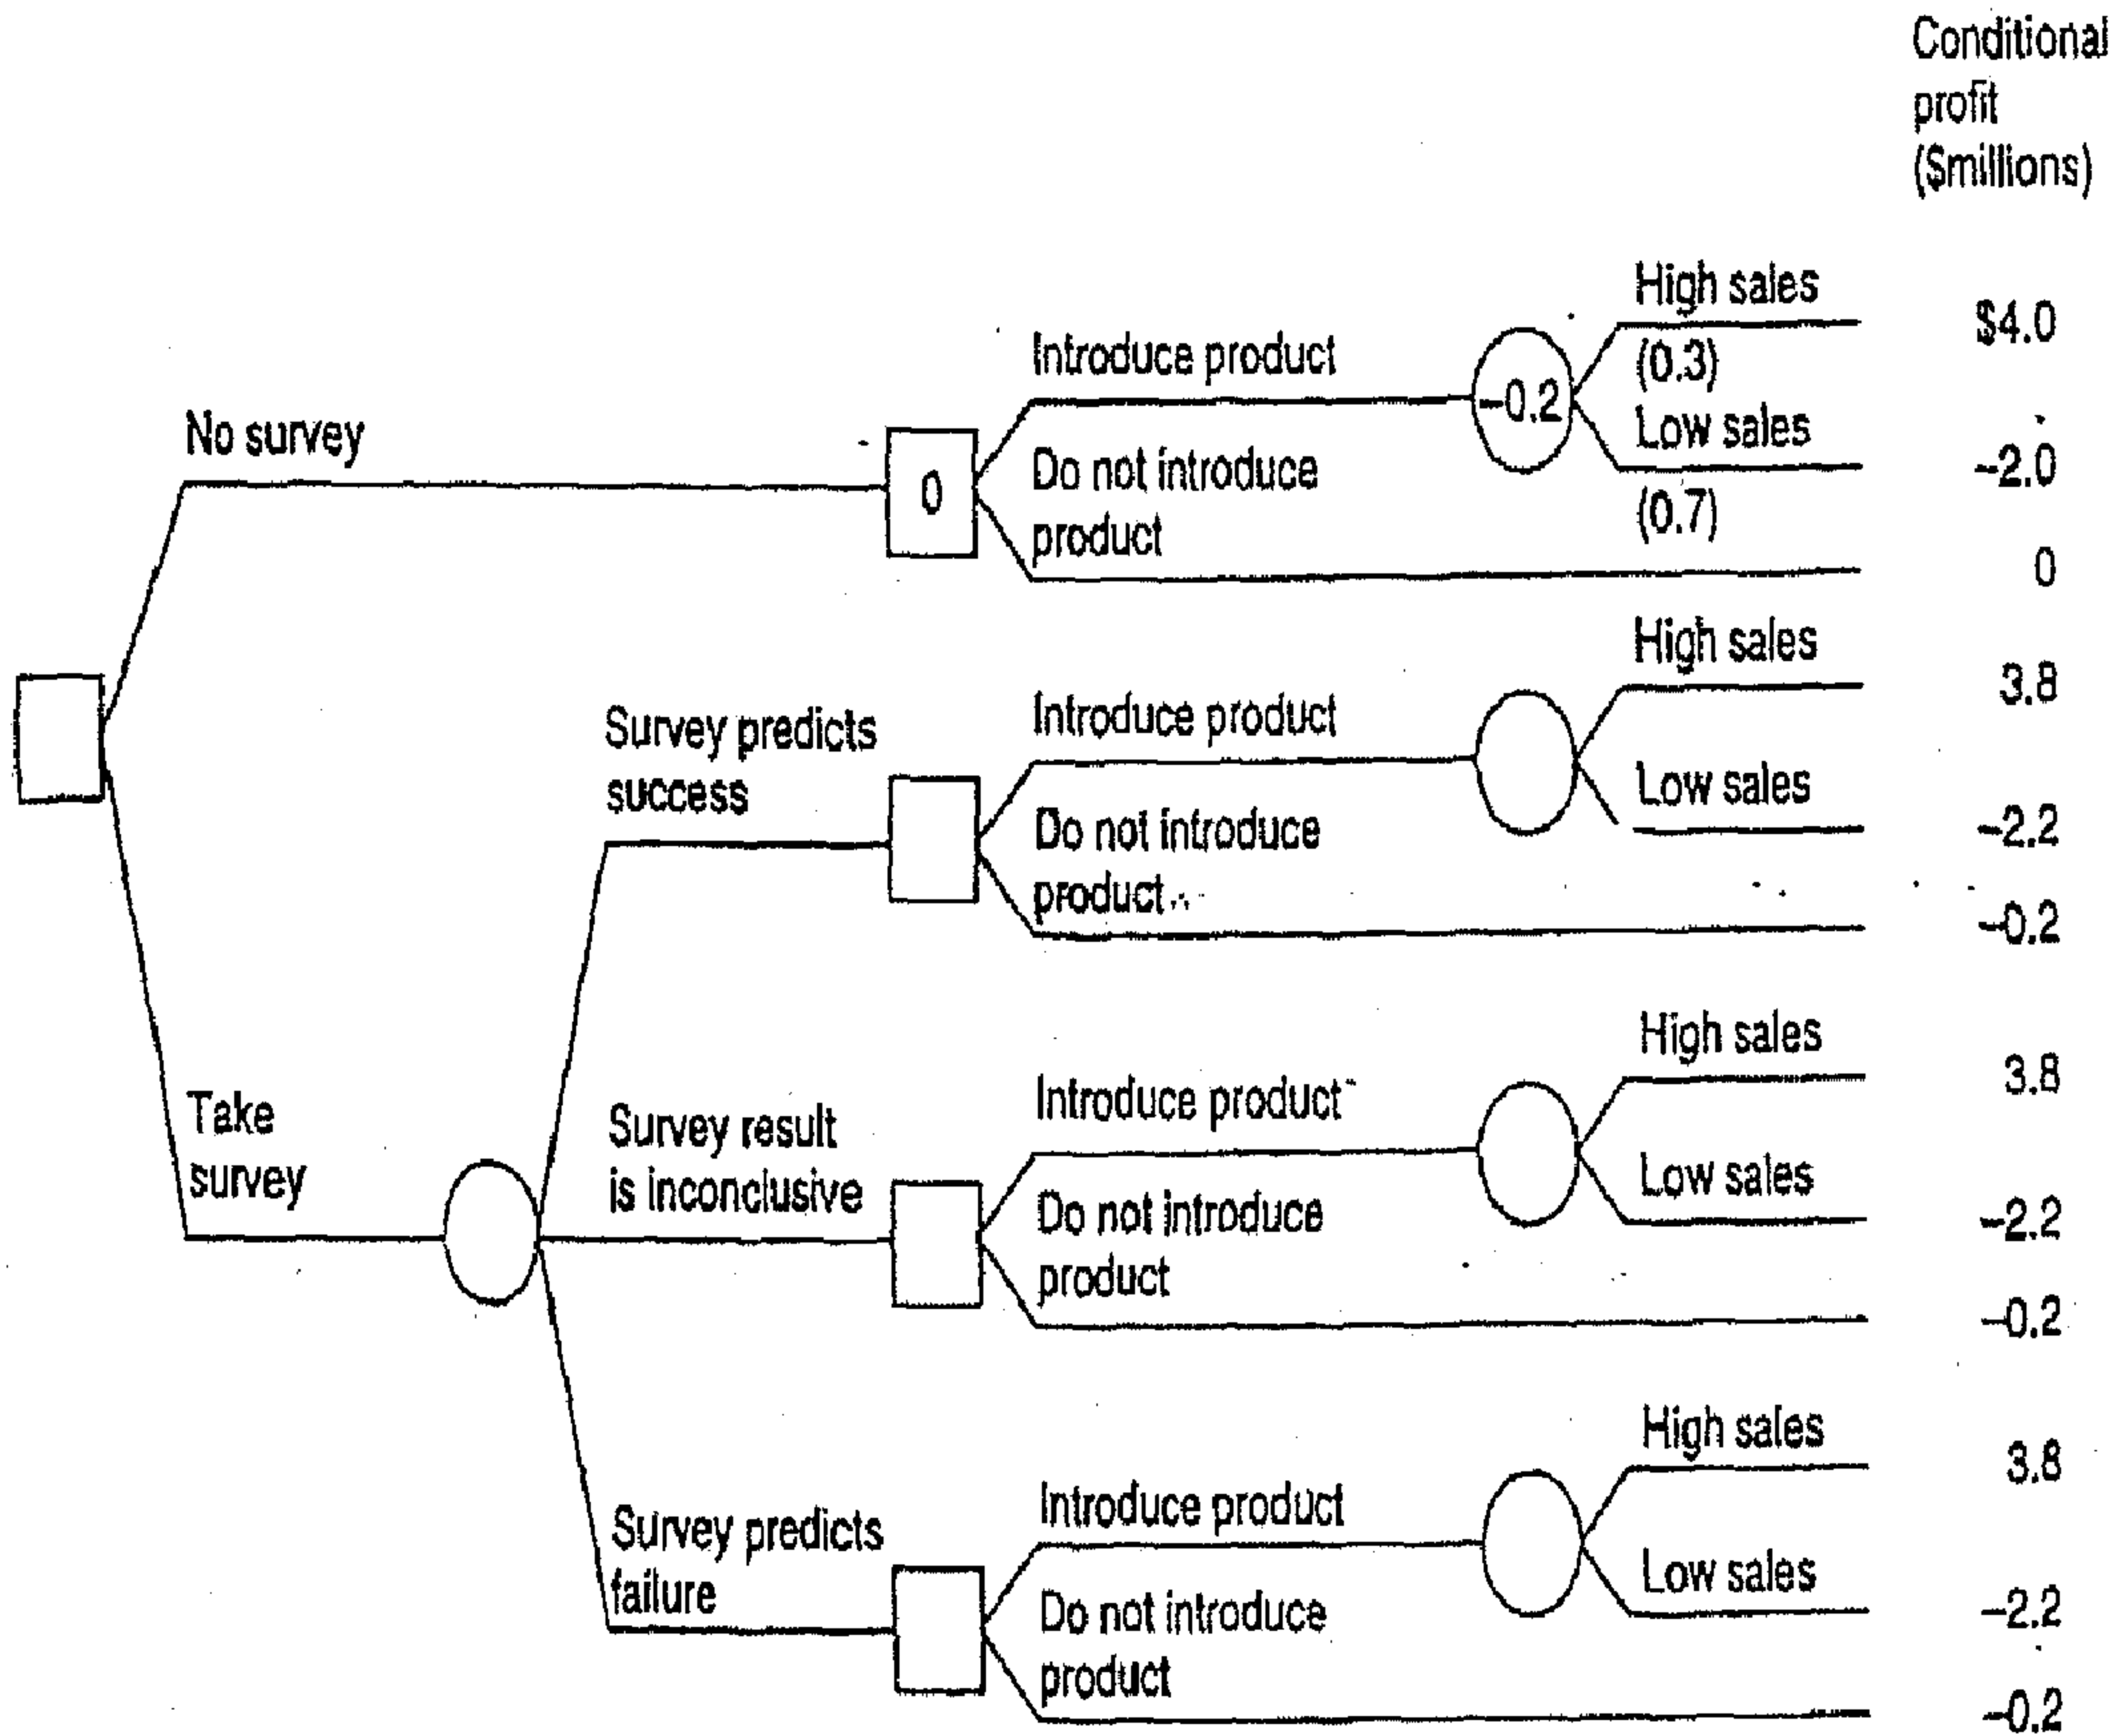 Conditional
profit
($millions)
High sales
$4.0
Introduce product
(0.3)
-0.2
Low sales
No survey
Do not introduce
-2.0
0
(0.7)
product
0
High sales
3.8
Survey predicts
Introduce product
success
Low sales
Do not introduce
-2.2
product
-0.2
High sales
3.8
Take
Introduce product
survey
Survey result
Low sales
is inconclusive
Do not introduce
-2.2
product
-0.2
High sales
3.8
Survey predicts
Introduce product
failure
Low sales
Do not introduce
-2.2
product
-0.2